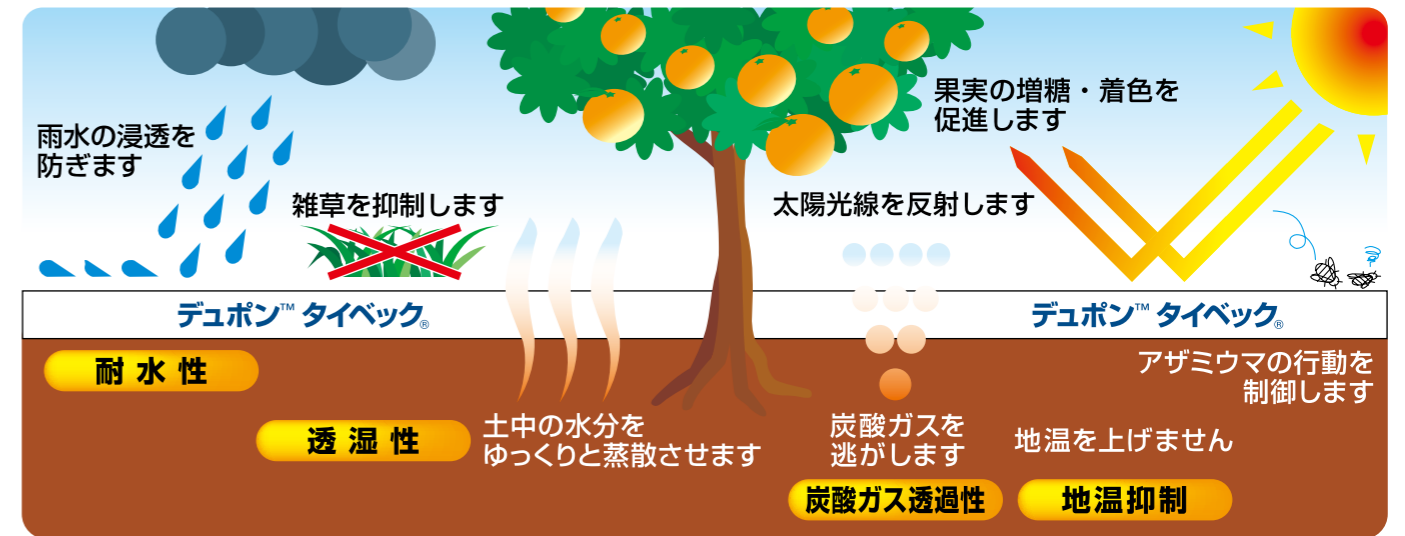 雨水の浸透を
防ぎます
雑草を抑制します
果実の増糖・着色を
促進します
太陽光線を反射します
デュポン™ タイベック®
デュポン™ タイベック®
耐水性
透湿性
土中の水分を
ゆっくりと蒸散させます
炭酸ガスを
逃がします
炭酸ガス透過性
アザミウマの行動を
制御します
地温を上げません
地温抑制